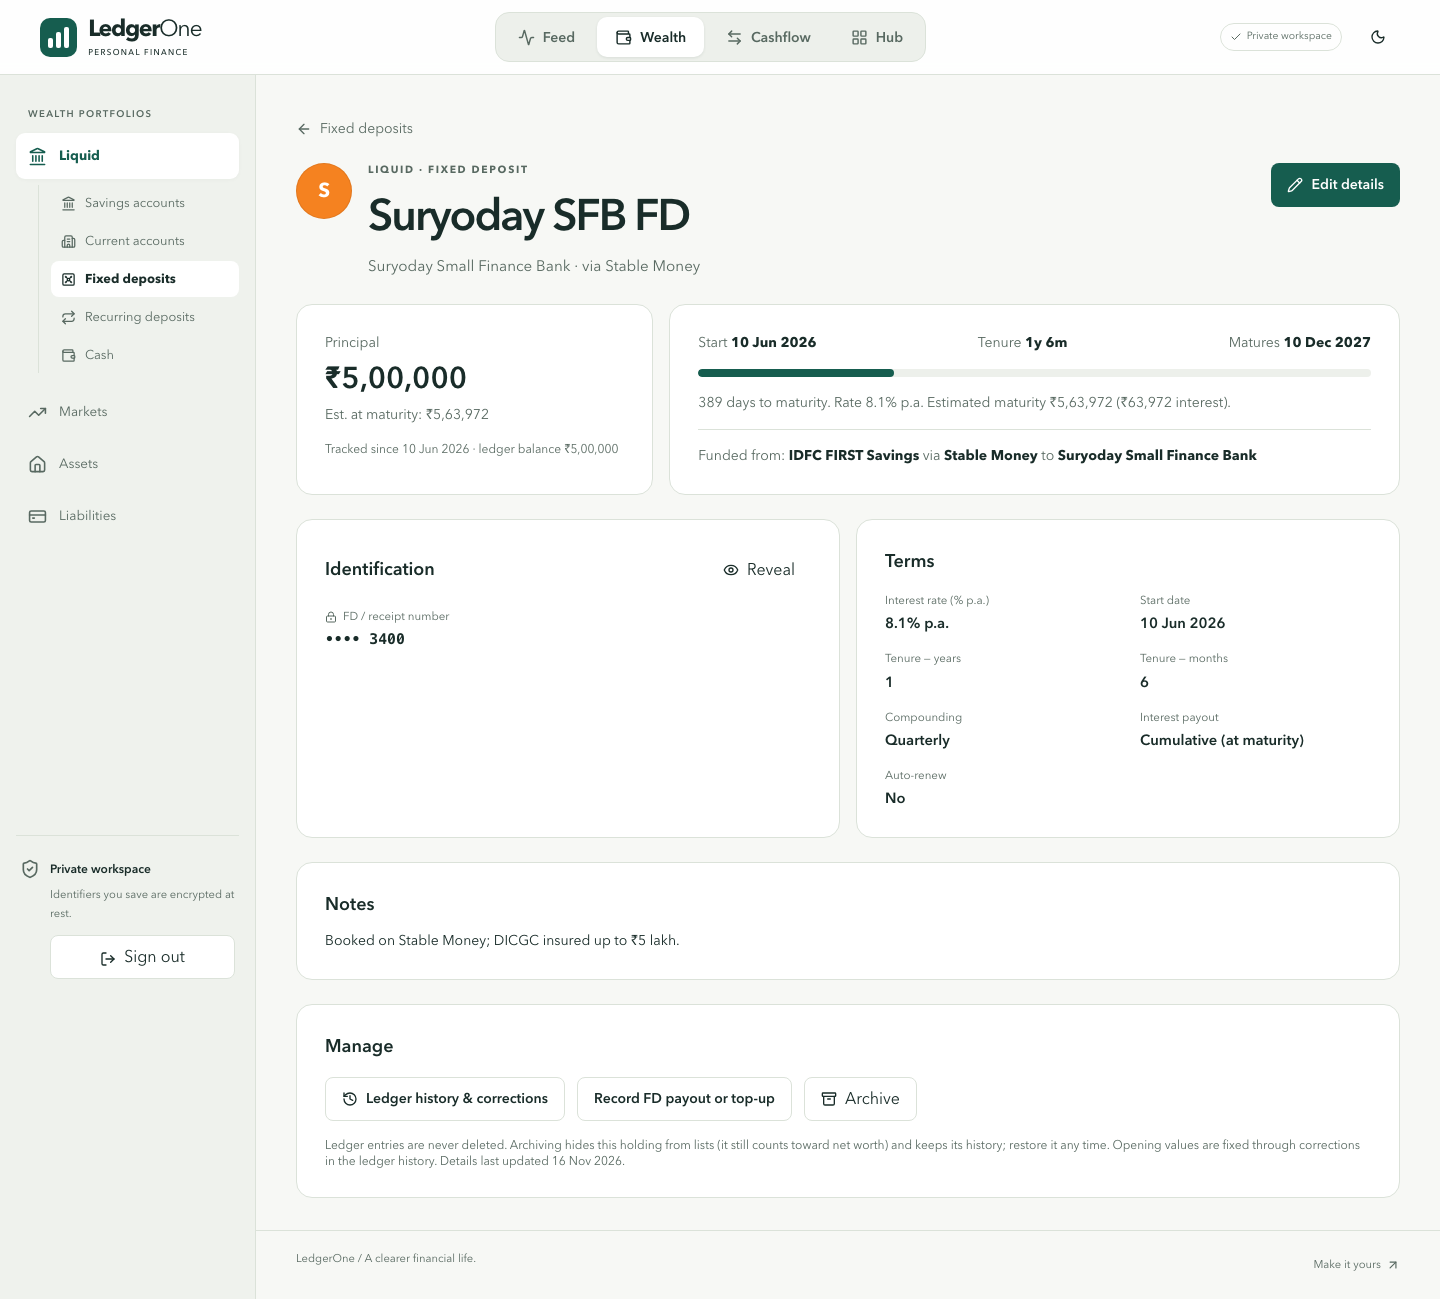 LedgerOne
PERSONAL FINANCE
Feed
Wealth
Cashflow
Hub
Private workspace
WEALTH PORTFOLIOS
Liquid
Savings accounts
Current accounts
Fixed deposits
Recurring deposits
Cash
Markets
Assets
Liabilities
Private workspace
Identifiers you save are encrypted at
rest.
Sign out
Fixed deposits
S
LIQUID · FIXED DEPOSIT
Suryoday SFB FD
Suryoday Small Finance Bank · via Stable Money
Edit details
Principal
₹5,00,000
Est. at maturity: ₹5,63,972
Tracked since 10 Jun 2026 · ledger balance ₹5,00,000
Start 10 Jun 2026
Tenure 1y 6m
Matures 10 Dec 2027
389 days to maturity. Rate 8.1% p.a. Estimated maturity ₹5,63,972 (₹63,972 interest).
Funded from: IDFC FIRST Savings via Stable Money to Suryoday Small Finance Bank
Identification
Reveal
FD / receipt number
•••• 3400
Terms
Interest rate (% p.a.)
8.1% p.a.
Start date
10 Jun 2026
Tenure – years
1
Tenure – months
6
Compounding
Quarterly
Interest payout
Cumulative (at maturity)
Auto-renew
No
Notes
Booked on Stable Money; DICGC insured up to ₹5 lakh.
Manage
Ledger history & corrections
Record FD payout or top-up
Archive
Ledger entries are never deleted. Archiving hides this holding from lists (it still counts toward net worth) and keeps its history; restore it any time. Opening values are fixed through corrections
in the ledger history. Details last updated 16 Nov 2026.
LedgerOne / A clearer financial life.
Make it yours